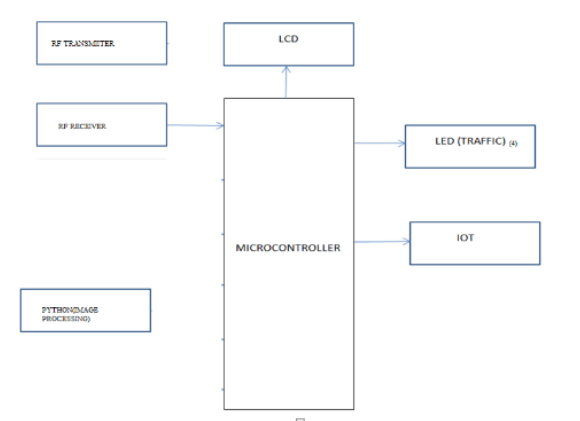 RF TRANSMITER
LCD
RF RECEIVER
LED (TRAFFIC) (4)
MICROCONTROLLER
IOT
PYTHON(IMAGE
PROCESSING)